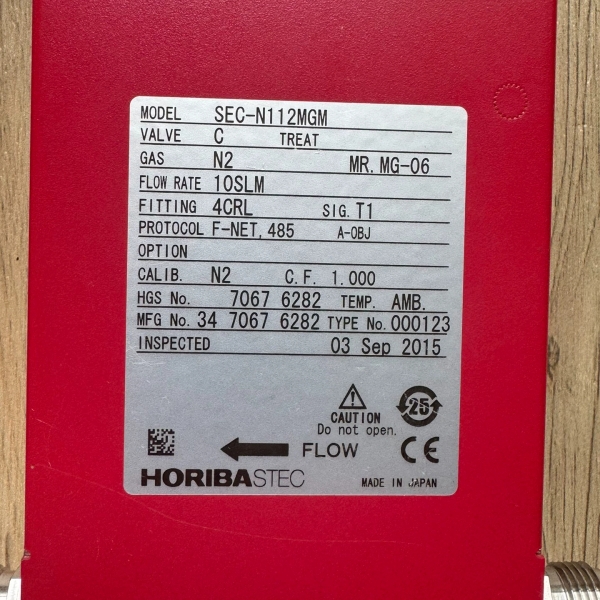 MODEL SEC-N112MGM
VALVE C TREAT
GAS N2 MR. MG-06
FLOW RATE 10SLM
FITTING 4CRL SIG. T1
PROTOCOL F-NET, 485 A-OBJ
OPTION
CALIB. N2 C.F. 1.000
HGS No. 7067 6282 TEMP. AMB.
MFG No. 34 7067 6282 TYPE No. 000123
INSPECTED 03 Sep 2015
CAUTION
Do not open.
25
FLOW
CE
HORIBASTEC
MADE IN JAPAN